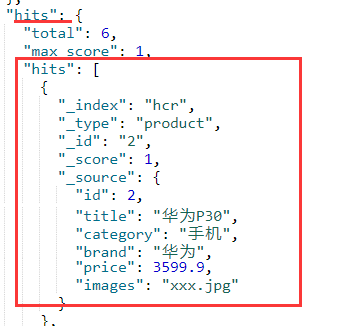 },
"hits": {
"total": 6,
"max_score": 1,
"hits": [
{
"_index": "hcr",
"_type": "product",
"_id": "2",
"_score": 1,
"_source": {
"id": 2,
"title": "华为P30",
"category": "手机",
"brand": "华为",
"price": 3599.9,
"images": "xxx.jpg"
}
},